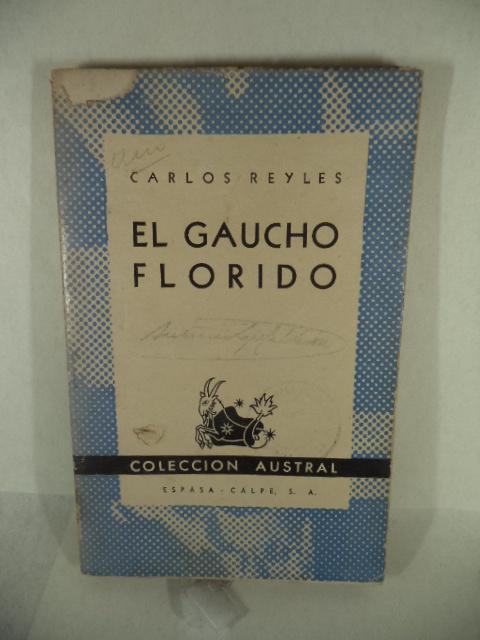 CARLOS REYLES
EL GAUCHO
FLORIDO
COLECCION AUSTRAL
ESPASA - CALPE, S. A.